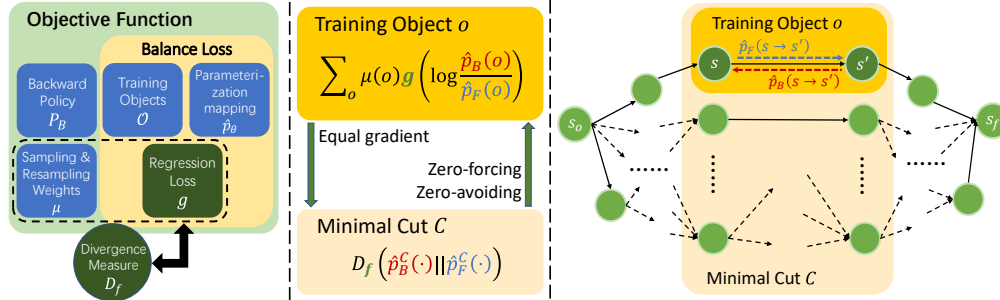 Objective Function
Balance Loss
Backward
Policy
P_B
Training
Objects
𝒪
Parameteri-
zation
mapping
p̂_θ
Sampling &
Resampling
Weights
μ
Regression
Loss
g
Divergence
Measure
D_f
Training Object o
∑_o μ(o) g ( log p̂_B(o) / p̂_F(o) )
Equal gradient
Zero-forcing
Zero-avoiding
Minimal Cut C
D_f ( p̂_B^C(·) || p̂_F^C(·) )
Training Object o
p̂_F(s → s′)
s
s′
p̂_B(s → s′)
s_o
s_f
Minimal Cut C